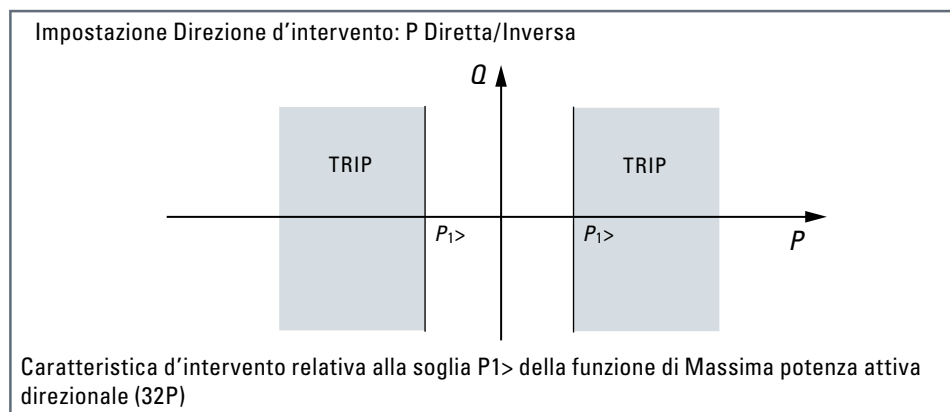 Impostazione Direzione d'intervento: P Diretta/Inversa
Q
TRIP
TRIP
P1>
P1>
P
Caratteristica d'intervento relativa alla soglia P1> della funzione di Massima potenza attiva
direzionale (32P)